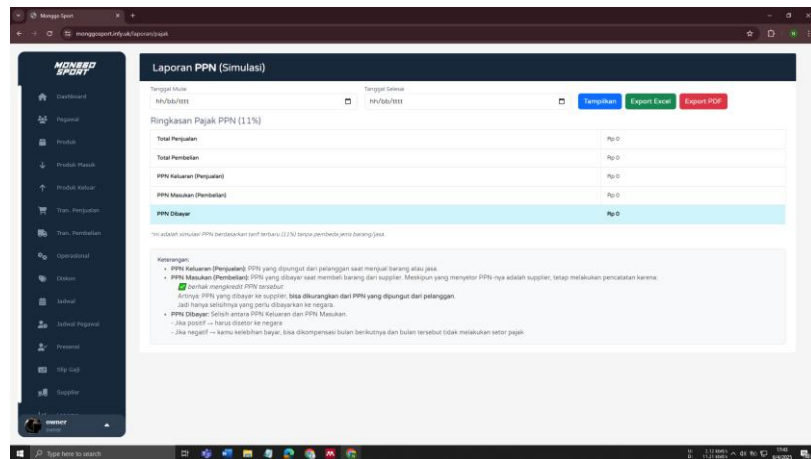 Monggo Sport
monggosport.infy.uk/laporan/pajak
MONGGO
SPORT
Dashboard
Pegawai
Produk
Produk Masuk
Produk Keluar
Tran. Penjualan
Tran. Pembelian
Operasional
Diskon
Jadwal
Jadwal Pegawai
Presensi
Slip Gaji
Supplier
owner
owner
Laporan PPN (Simulasi)
Tanggal Mulai
Tanggal Selesai
hh/bb/tttt
hh/bb/tttt
Tampilkan
Export Excel
Export PDF
Ringkasan Pajak PPN (11%)
Total Penjualan Rp 0
Total Pembelian Rp 0
PPN Keluaran (Penjualan) Rp 0
PPN Masukan (Pembelian) Rp 0
PPN Dibayar Rp 0
*ini adalah simulasi PPN berdasarkan tarif terbaru (11%) tanpa pembeda jenis barang/jasa.
Keterangan:
PPN Keluaran (Penjualan): PPN yang dipungut dari pelanggan saat menjual barang atau jasa.
PPN Masukan (Pembelian): PPN yang dibayar saat membeli barang dari supplier. Meskipun yang menyetor PPN-nya adalah supplier, tetap melakukan pencatatan karena:
✅ berhak mengkredit PPN tersebut
Artinya: PPN yang dibayar ke supplier, bisa dikurangkan dari PPN yang dipungut dari pelanggan.
Jadi hanya selisihnya yang perlu dibayarkan ke negara.
PPN Dibayar: Selisih antara PPN Keluaran dan PPN Masukan.
- Jika positif → harus disetor ke negara.
- Jika negatif → kamu kelebihan bayar, bisa dikompensasi bulan berikutnya dan bulan tersebut tidak melakukan setor pajak.
Type here to search
17:43
6/4/2025